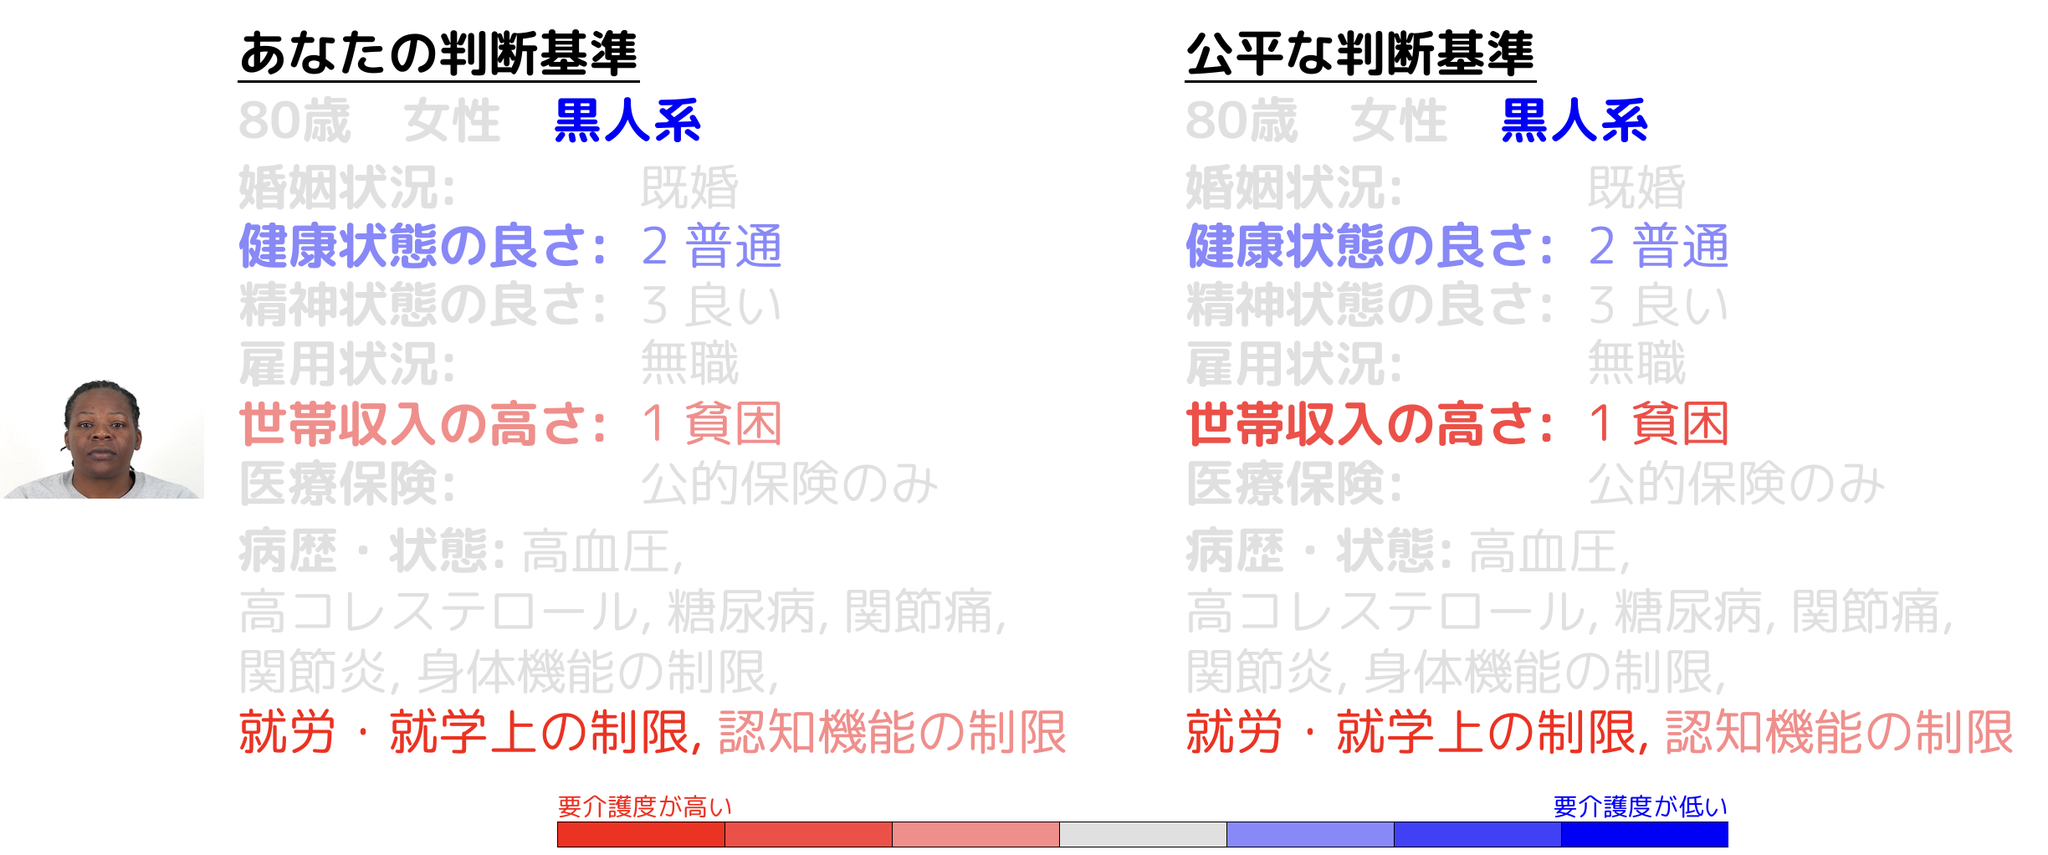 あなたの判断基準
80歳 女性 黒人系
婚姻状況: 既婚
健康状態の良さ: 2 普通
精神状態の良さ: 3 良い
雇用状況: 無職
世帯収入の高さ: 1 貧困
医療保険: 公的保険のみ
病歴・状態: 高血圧,
高コレステロール, 糖尿病, 関節痛,
関節炎, 身体機能の制限,
就労・就学上の制限, 認知機能の制限
公平な判断基準
80歳 女性 黒人系
婚姻状況: 既婚
健康状態の良さ: 2 普通
精神状態の良さ: 3 良い
雇用状況: 無職
世帯収入の高さ: 1 貧困
医療保険: 公的保険のみ
病歴・状態: 高血圧,
高コレステロール, 糖尿病, 関節痛,
関節炎, 身体機能の制限,
就労・就学上の制限, 認知機能の制限
要介護度が高い
要介護度が低い